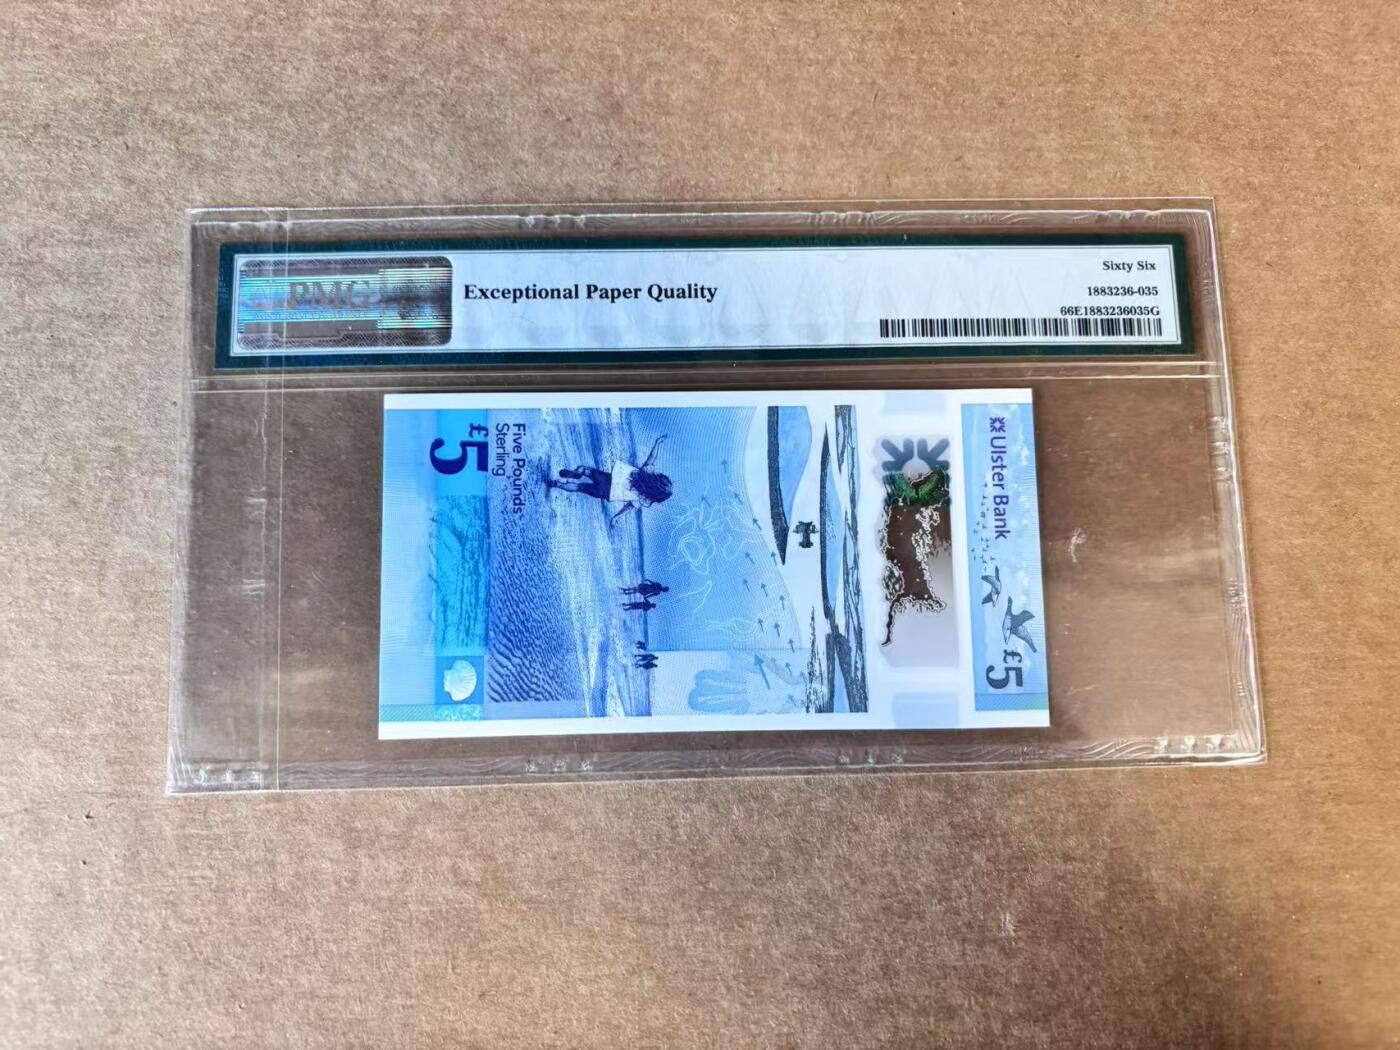 PMG
Exceptional Paper Quality
Sixty Six
1883236-035
66E1883236035G
Ulster Bank
£5
Five Pounds
Sterling
£5